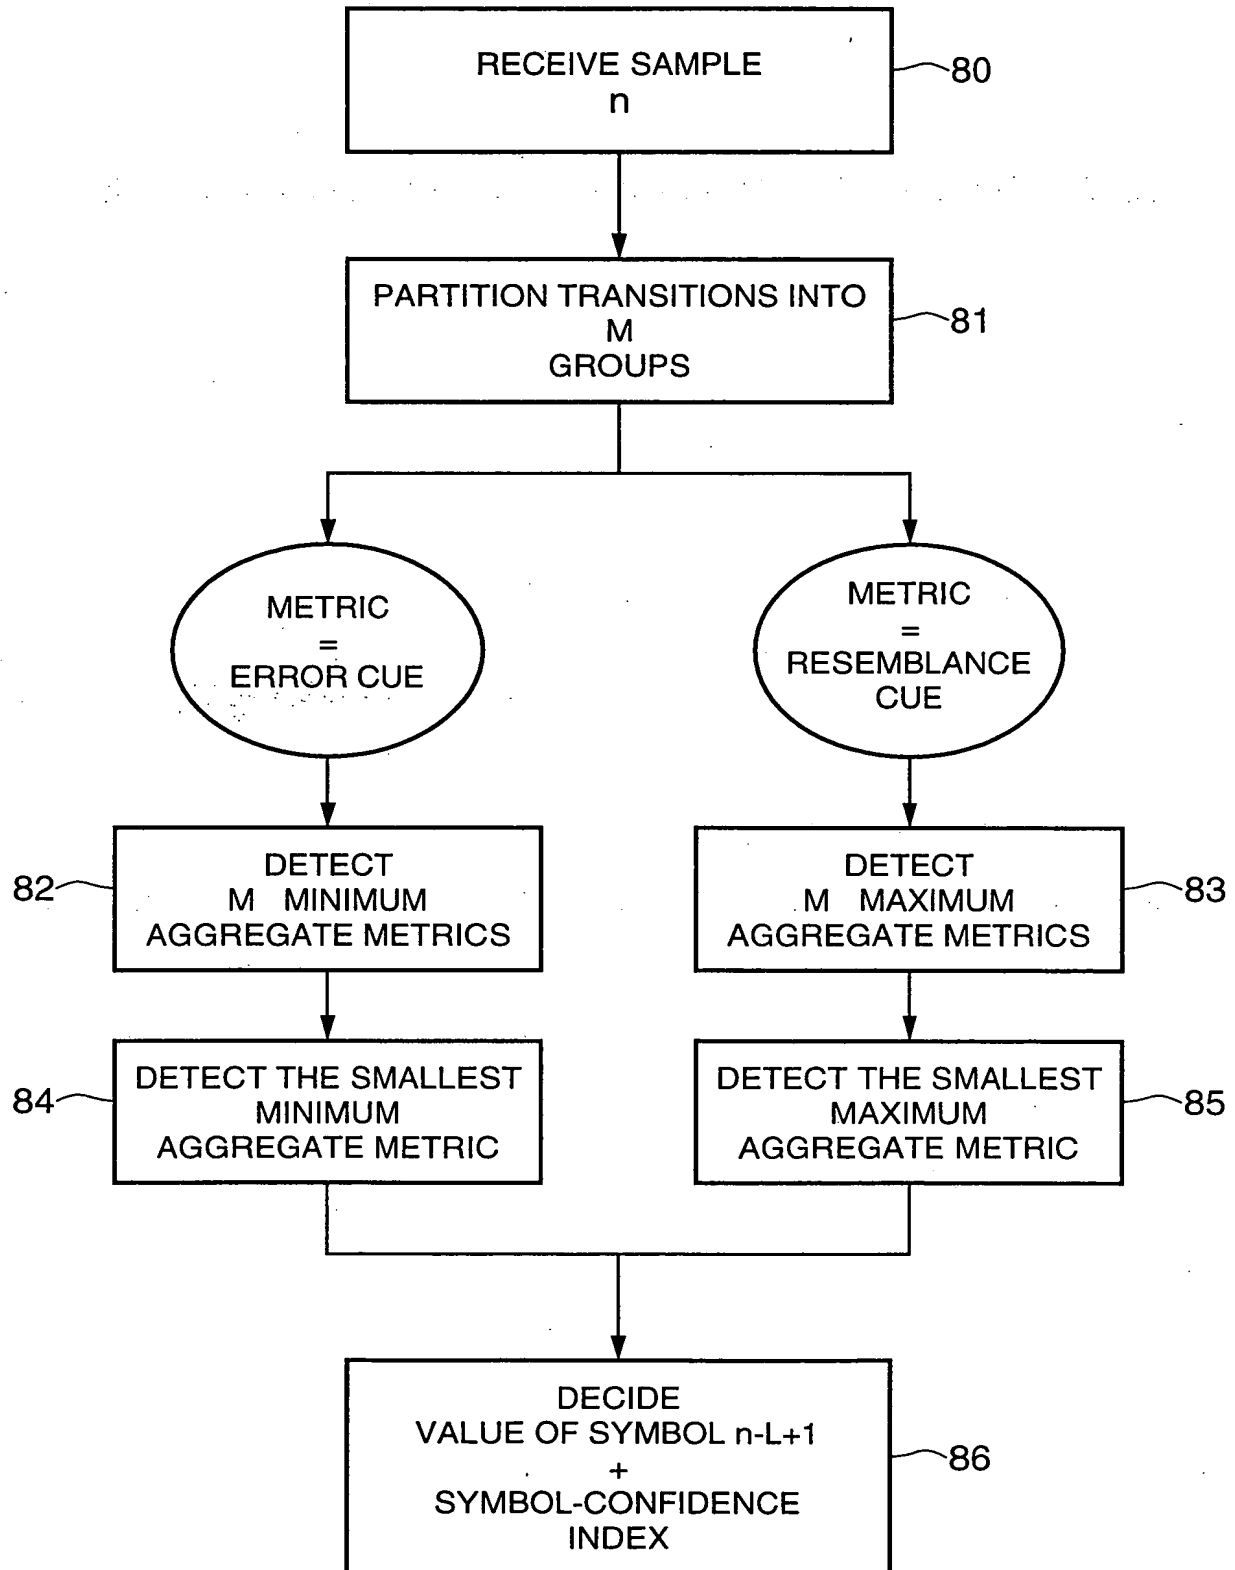 RECEIVE SAMPLE
n
80
PARTITION TRANSITIONS INTO
M
GROUPS
81
METRIC
=
ERROR CUE
METRIC
=
RESEMBLANCE
CUE
DETECT
M MINIMUM
AGGREGATE METRICS
82
DETECT
M MAXIMUM
AGGREGATE METRICS
83
DETECT THE SMALLEST
MINIMUM
AGGREGATE METRIC
84
DETECT THE SMALLEST
MAXIMUM
AGGREGATE METRIC
85
DECIDE
VALUE OF SYMBOL n-L+1
+
SYMBOL-CONFIDENCE
INDEX
86